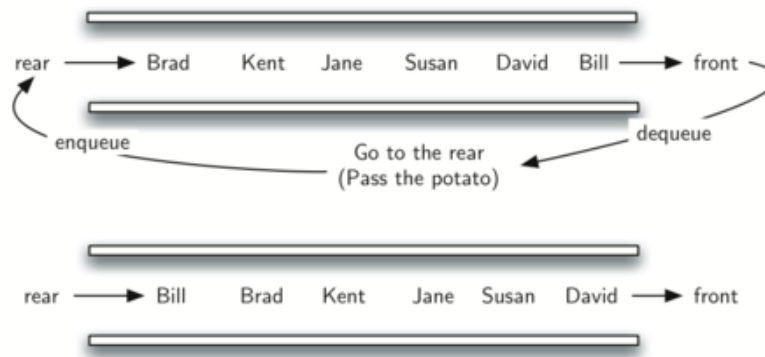 rear Brad Kent Jane Susan David Bill front
enqueue dequeue
Go to the rear
(Pass the potato)
rear Bill Brad Kent Jane Susan David front